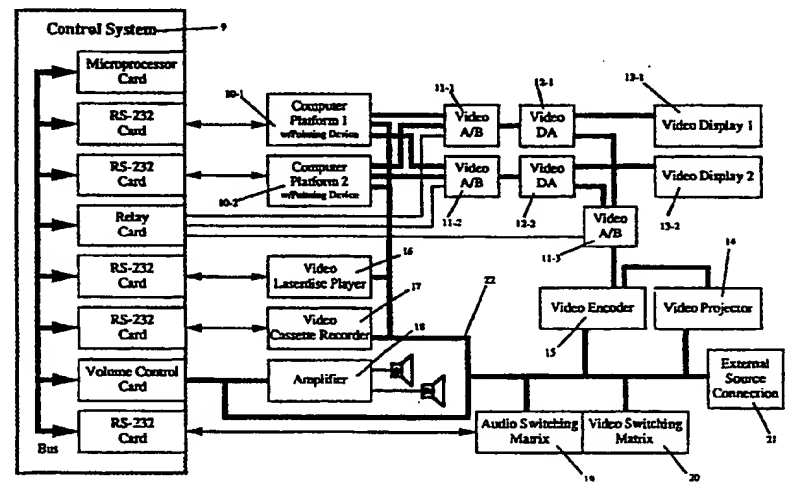 Control System
9
Microprocessor
Card
RS-232
Card
RS-232
Card
Relay
Card
RS-232
Card
RS-232
Card
Volume Control
Card
RS-232
Card
Bus
10-1
Computer
Platform 1
w/Pointing Device
Computer
Platform 2
w/Pointing Device
10-2
11-1
Video
A/B
12-1
Video
DA
13-1
Video Display 1
Video
A/B
11-2
Video
DA
12-2
Video Display 2
13-2
Video
A/B
11-3
16
Video
Laserdisc Player
17
Video
Cassette Recorder
18
Amplifier
22
14
Video Encoder
15
Video Projector
External
Source
Connection
21
Audio Switching
Matrix
19
Video Switching
Matrix
20